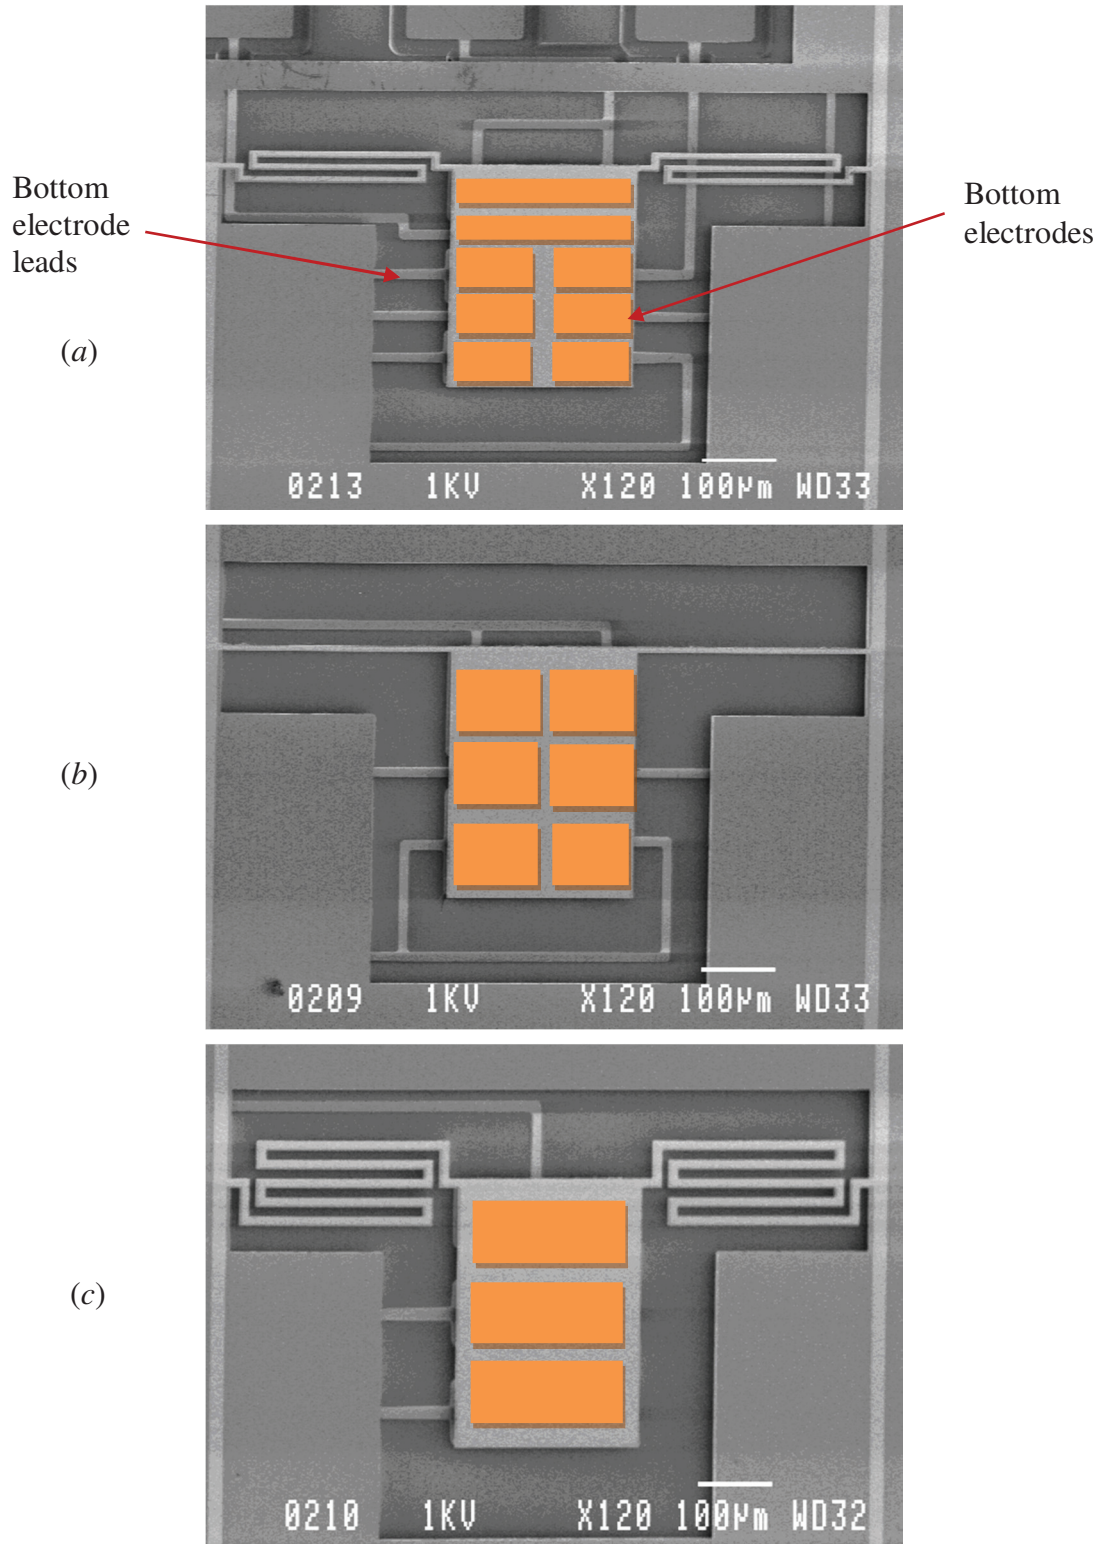 Bottom
electrode
leads
Bottom
electrodes
(a)
0213 1KV X120 100µm WD33
(b)
0209 1KV X120 100µm WD33
(c)
0210 1KV X120 100µm WD32